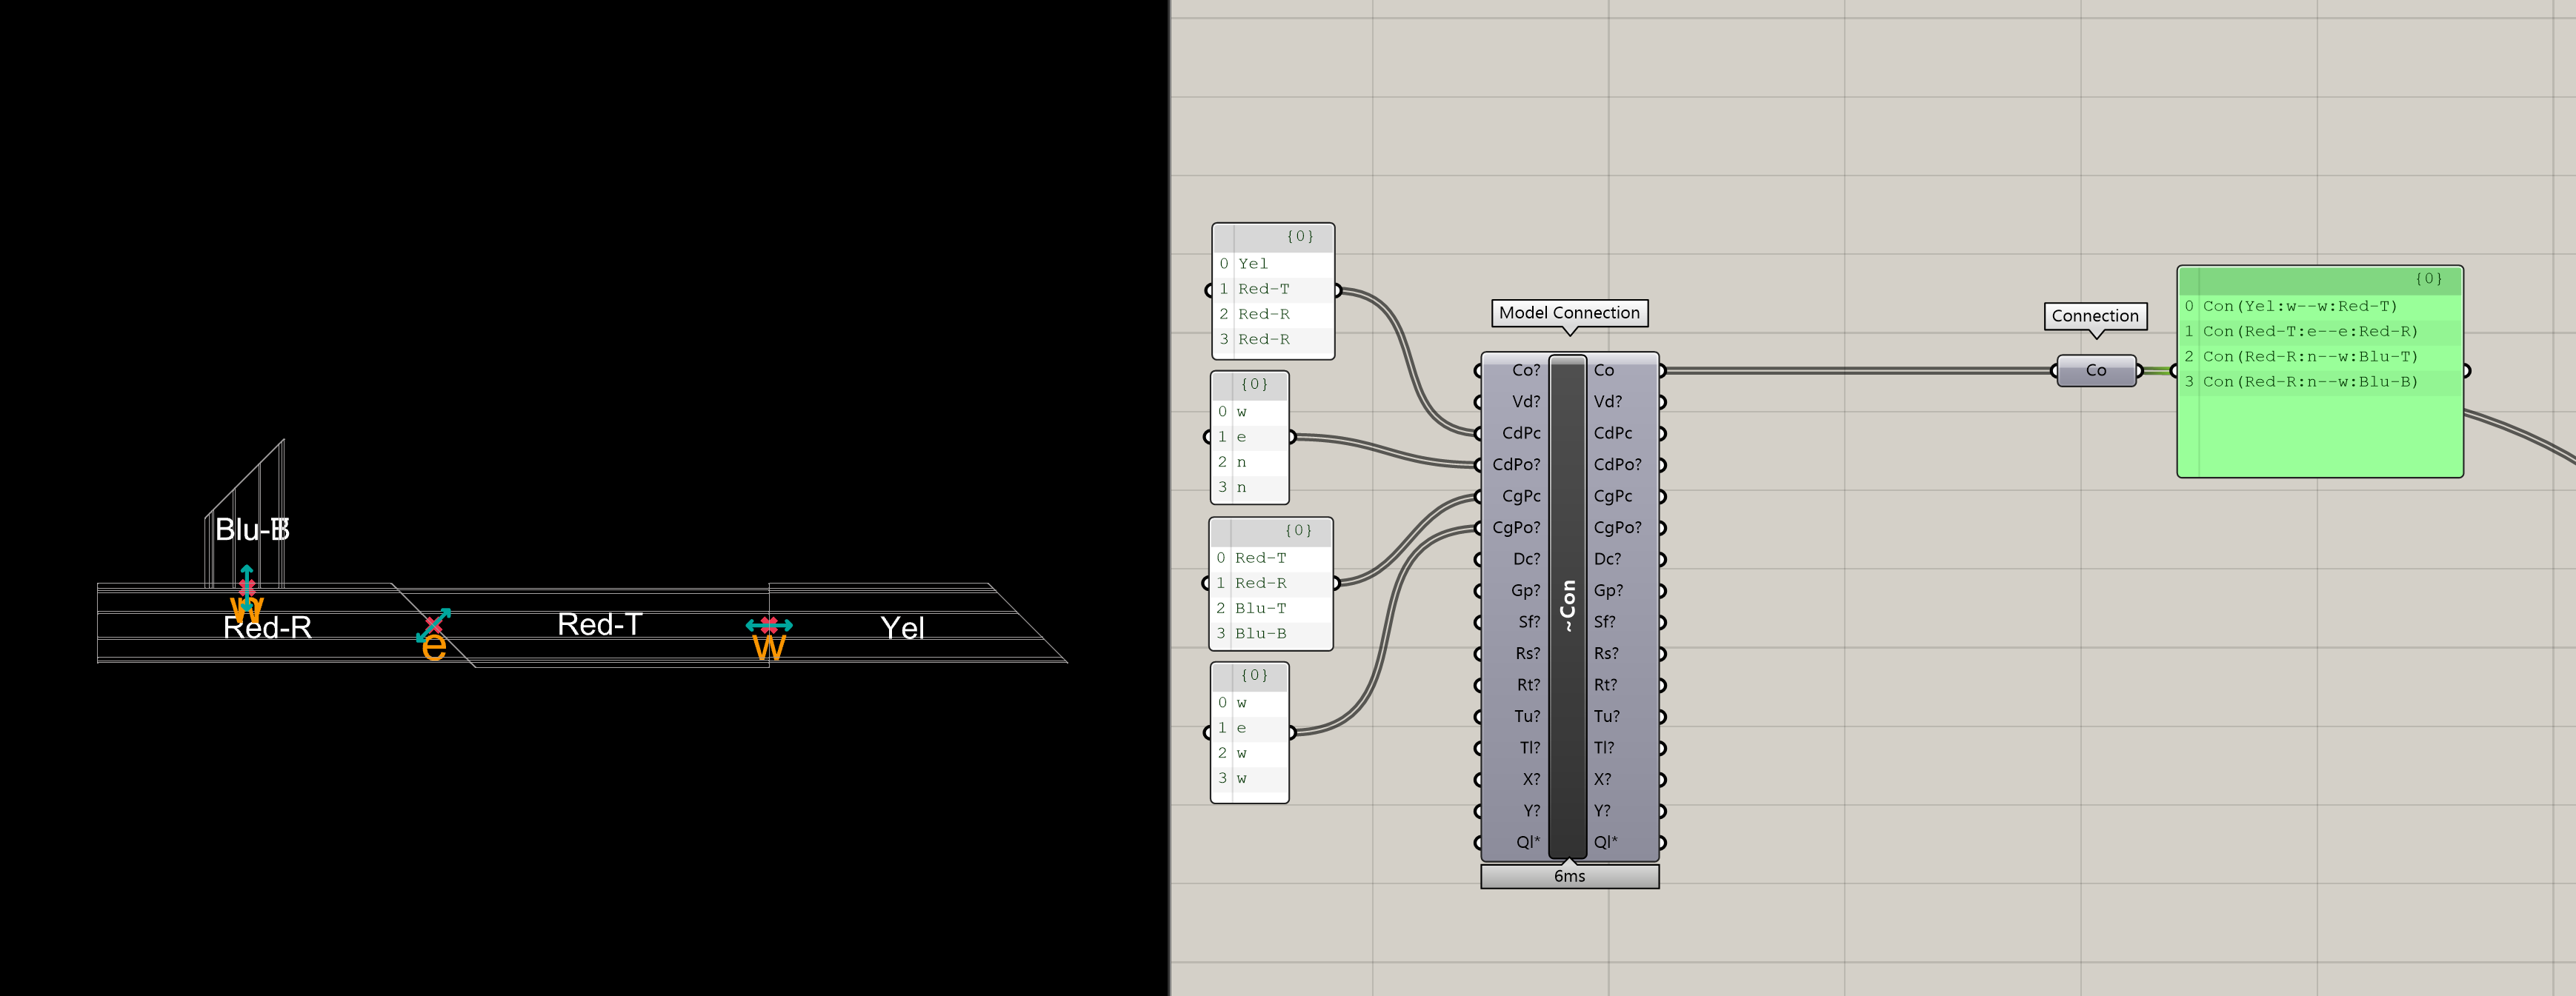 Blu-B
w
Red-R
e
Red-T
w
Yel
{0}
0 Yel
1 Red-T
2 Red-R
3 Red-R
{0}
0 w
1 e
2 n
3 n
{0}
0 Red-T
1 Red-R
2 Blu-T
3 Blu-B
{0}
0 w
1 e
2 w
3 w
Model Connection
Co? Co
Vd? Vd?
CdPc CdPc
CdPo? CdPo?
CgPc CgPc
CgPo? CgPo?
Dc? Dc?
Gp? Gp?
Sf? Sf?
Rs? Rs?
Rt? Rt?
Tu? Tu?
Tl? Tl?
X? X?
Y? Y?
Ql* Ql*
~Con
6ms
Connection
Co
{0}
0 Con(Yel:w--w:Red-T)
1 Con(Red-T:e--e:Red-R)
2 Con(Red-R:n--w:Blu-T)
3 Con(Red-R:n--w:Blu-B)